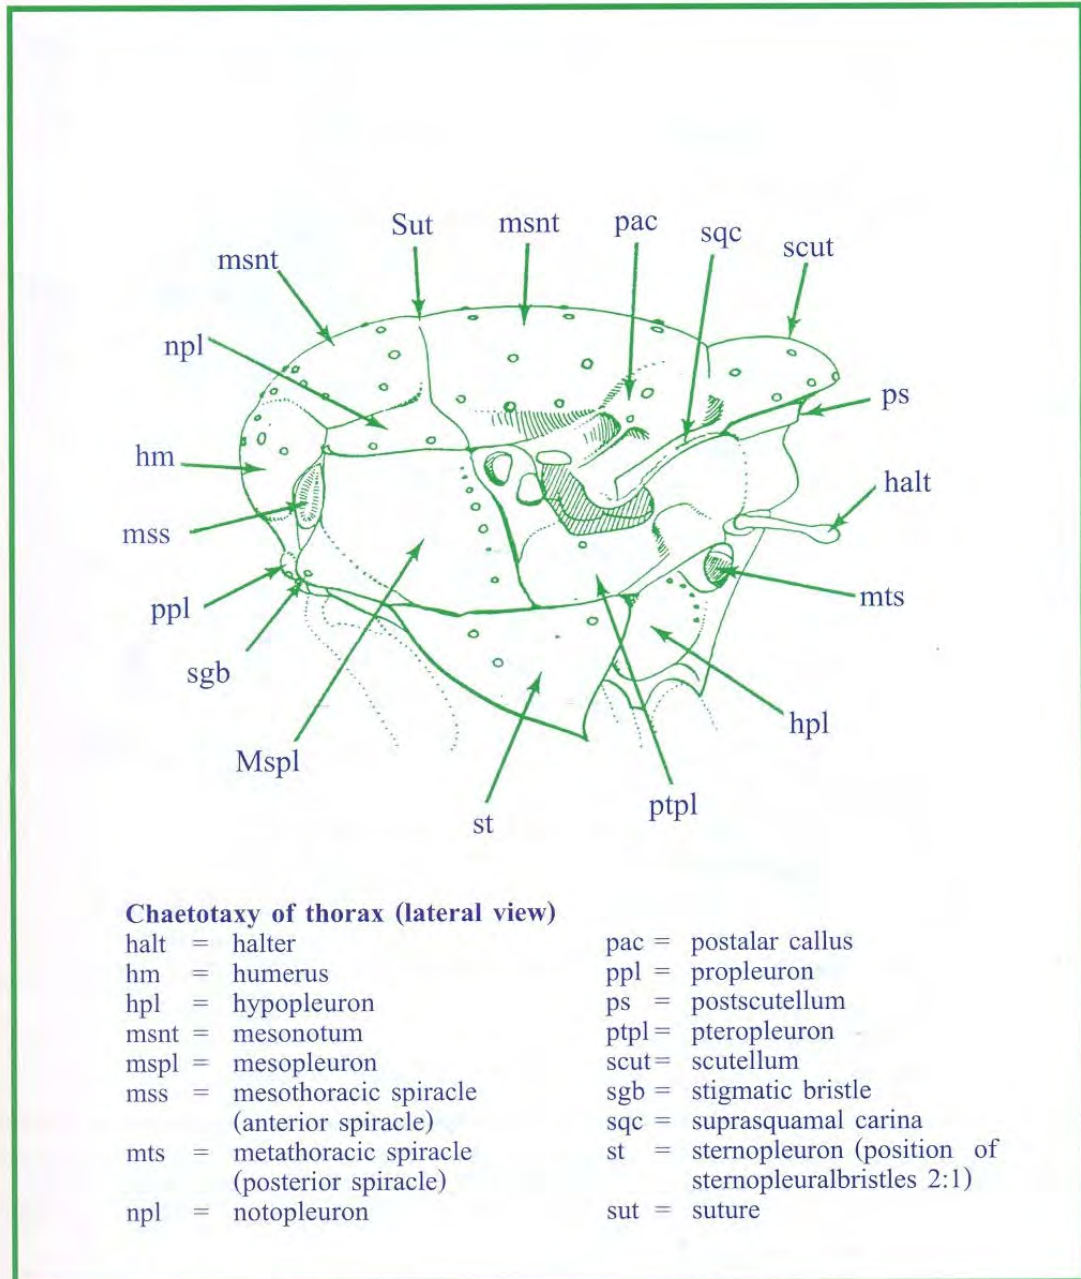 Sut
msnt
pac
sqc
scut
msnt
npl
ps
hm
halt
mss
ppl
mts
sgb
hpl
Mspl
ptpl
st
Chaetotaxy of thorax (lateral view)
halt = halter
hm = humerus
hpl = hypopleuron
msnt = mesonotum
mspl = mesopleuron
mss = mesothoracic spiracle
(anterior spiracle)
mts = metathoracic spiracle
(posterior spiracle)
npl = notopleuron
pac = postalar callus
ppl = propleuron
ps = postscutellum
ptpl = pteropleuron
scut = scutellum
sgb = stigmatic bristle
sqc = suprasquamal carina
st = sternopleuron (position of
sternopleuralbristles 2:1)
sut = suture